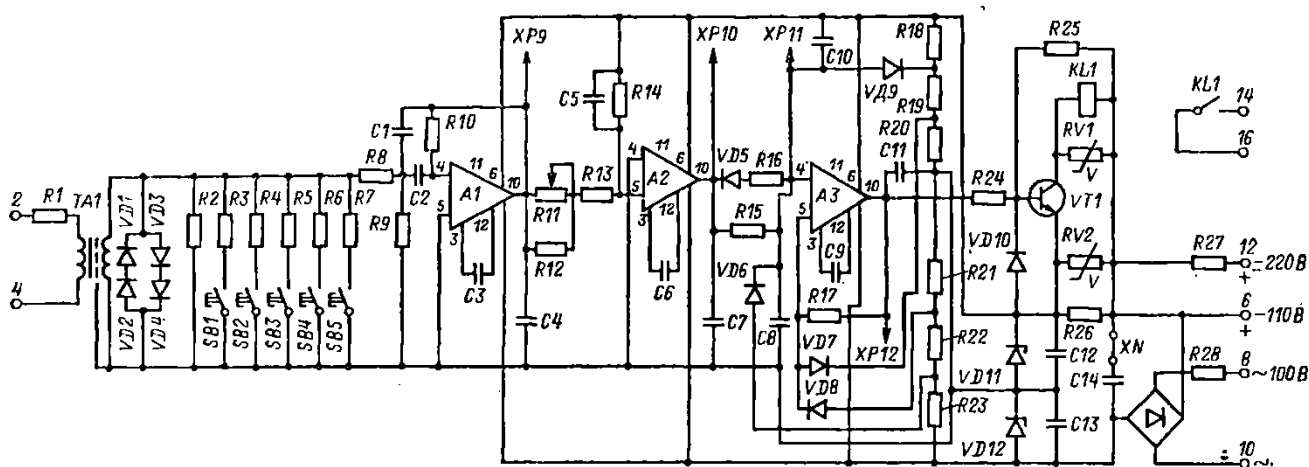 2
4
R1
TA1
VD1
VD3
VD2
VD4
R2
R3
R4
R5
R6
R7
SB1
SB2
SB3
SB4
SB5
R8
R9
C1
R10
C2
4
5
3
11
6
10
12
A1
C3
XP9
R11
R12
C4
R13
C5
R14
4
5
3
11
6
10
12
A2
C6
XP10
VD5
R15
C7
VD6
C8
R16
XP11
C10
VД9
4
5
3
11
6
10
12
A3
C9
R17
VD7
VD8
XP12
C11
R18
R19
R20
R21
R22
R23
R24
VD10
VD11
VD12
VT1
R25
KL1
RV1
V
RV2
V
R26
C12
C13
XN
C14
R27
R28
KL1
14
16
12
+
=220В
6
+
-110В
8
~100В
10